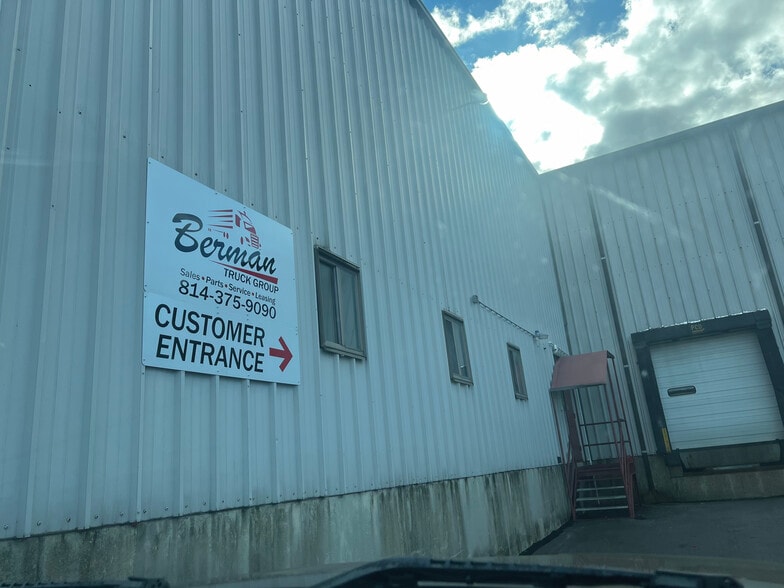 Berman
TRUCK GROUP
Sales • Parts • Service • Leasing
814-375-9090
CUSTOMER
ENTRANCE